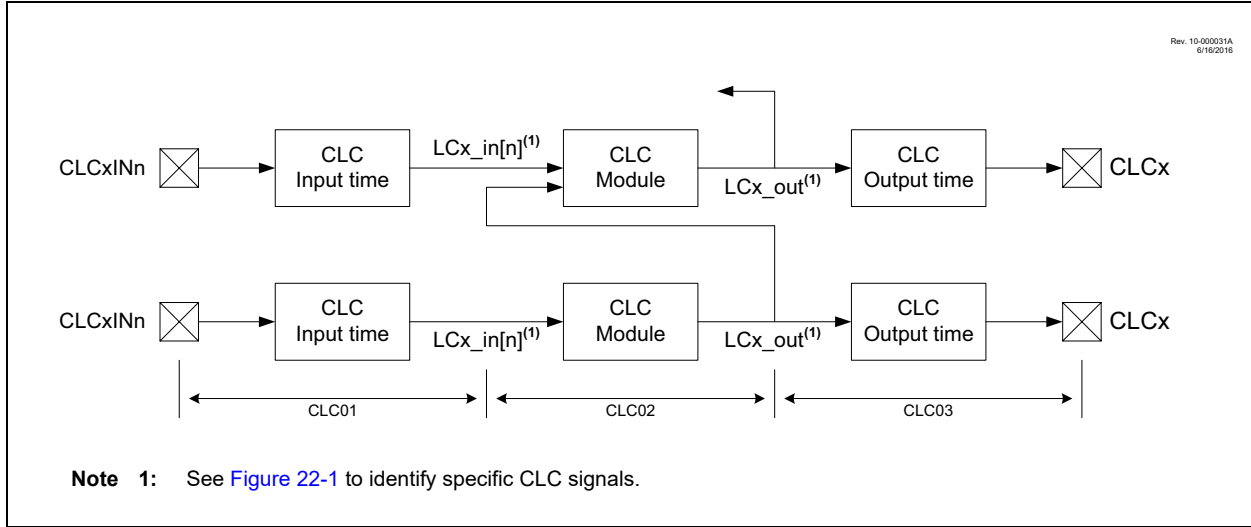 Rev. 10-000031A
6/16/2016
CLCxINn
CLC
Input time
LCx_in[n](1)
CLC
Module
LCx_out(1)
CLC
Output time
CLCx
CLCxINn
CLC
Input time
LCx_in[n](1)
CLC
Module
LCx_out(1)
CLC
Output time
CLCx
CLC01
CLC02
CLC03
Note 1: See Figure 22-1 to identify specific CLC signals.